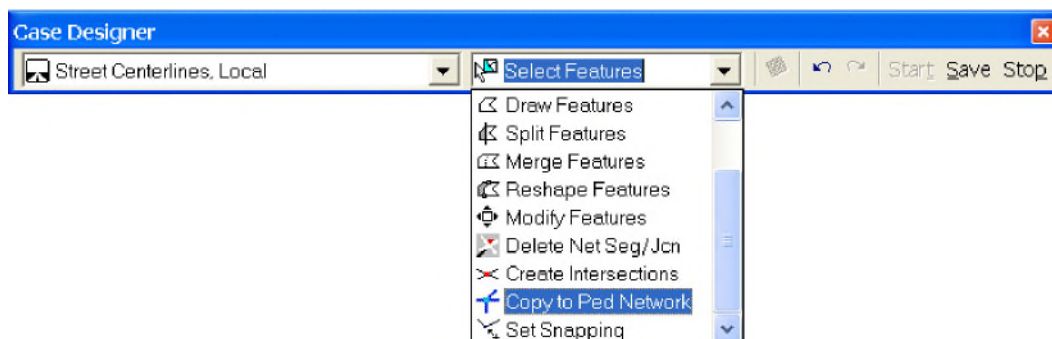 Case Designer
Street Centerlines, Local Select Features Start Save Stop
Draw Features
Split Features
Merge Features
Reshape Features
Modify Features
Delete Net Seg/Jcn
Create Intersections
Copy to Ped Network
Set Snapping